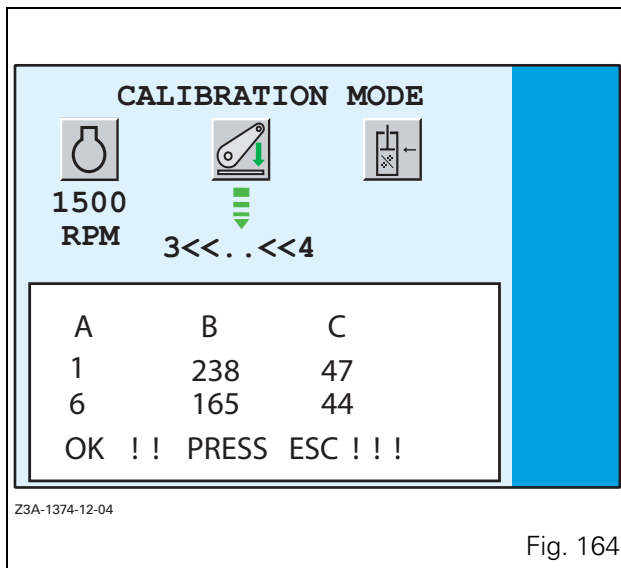 CALIBRATION MODE
1500
RPM
3<<..<<4
A B C
1 238 47
6 165 44
OK !! PRESS ESC !!!
Z3A-1374-12-04
Fig. 164